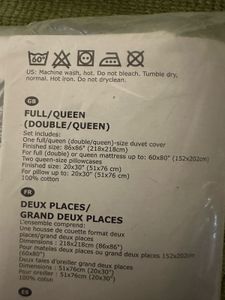 60°
US: Machine wash, hot. Do not bleach. Tumble dry,
normal. Hot iron. Do not dryclean.
GB
FULL/QUEEN
(DOUBLE/QUEEN)
Set includes:
One full/queen (double/queen)-size duvet cover
Finished size: 86x86" (218x218cm)
For full (double) or queen mattress up to: 60x80" (152x202cm)
Two queen-size pillowcases
Finished size: 20x30" (51x76 cm)
For pillow up to: 20x30" (51x76 cm)
100% cotton
FR
DEUX PLACES/
GRAND DEUX PLACES
L'ensemble comprend:
Une housse de couette format deux
places/grand deux places
Dimensions : 218x218cm (86x86")
Pour matelas deux places ou grand deux places 152x202cm
(60x80")
Deux taies d'oreiller grand deux places
Dimensions : 51x76cm (20x30")
Pour oreiller : 51x76cm (20x30")
100% coton
ES